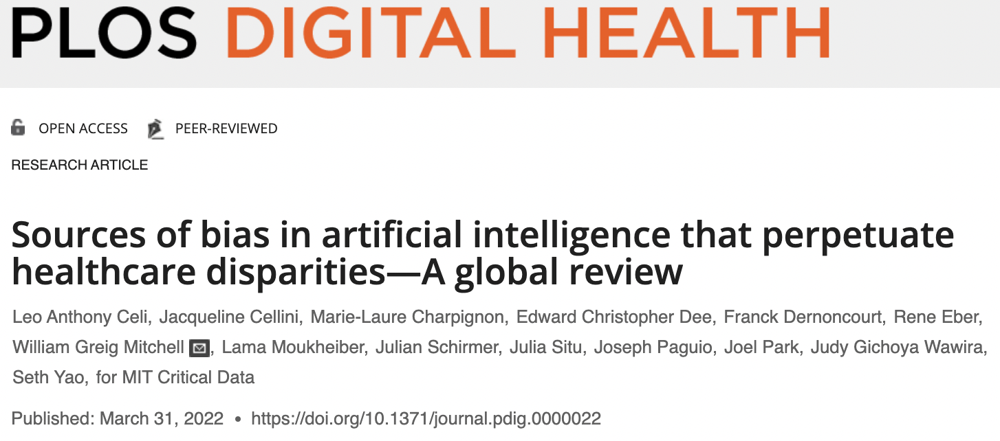 PLOS DIGITAL HEALTH
OPEN ACCESS PEER-REVIEWED
RESEARCH ARTICLE
Sources of bias in artificial intelligence that perpetuate
healthcare disparities—A global review
Leo Anthony Celi, Jacqueline Cellini, Marie-Laure Charpignon, Edward Christopher Dee, Franck Dernoncourt, Rene Eber,
William Greig Mitchell, Lama Moukheiber, Julian Schirmer, Julia Situ, Joseph Paguio, Joel Park, Judy Gichoya Wawira,
Seth Yao, for MIT Critical Data
Published: March 31, 2022 • https://doi.org/10.1371/journal.pdig.0000022